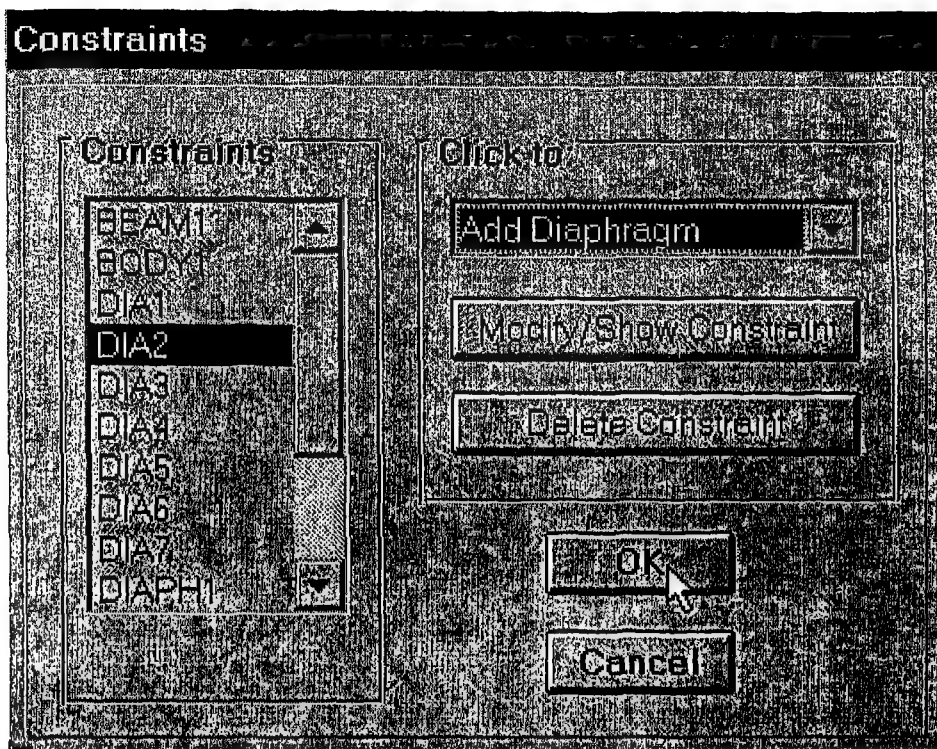 Constraints
Constraints
BEAM1
BODY1
DIA1
DIA2
DIA3
DIA4
DIA5
DIA6
DIA7
DIAPH1
Click to
Add Diaphragm
Modify/Show Constraint
Delete Constraint
OK
Cancel